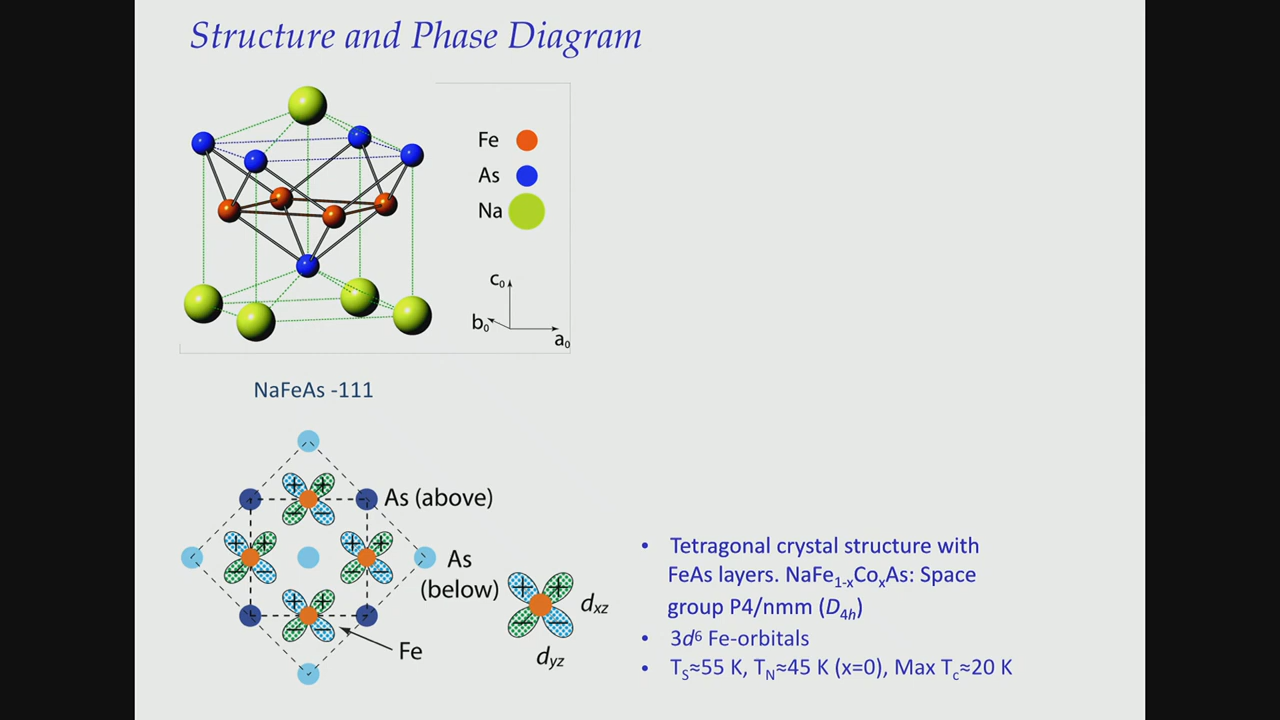 Structure and Phase Diagram
Fe
As
Na
c₀
b₀
a₀
NaFeAs -111
As (above)
As
(below)
Fe
+ + + + + + + + + +
− − − − − − − − − −
dxz
dyz
• Tetragonal crystal structure with
FeAs layers. NaFe₁₋ₓCoₓAs: Space
group P4/nmm (D₄ₕ)
• 3d⁶ Fe-orbitals
• Tₛ≈55 K, T_N≈45 K (x=0), Max T_c≈20 K